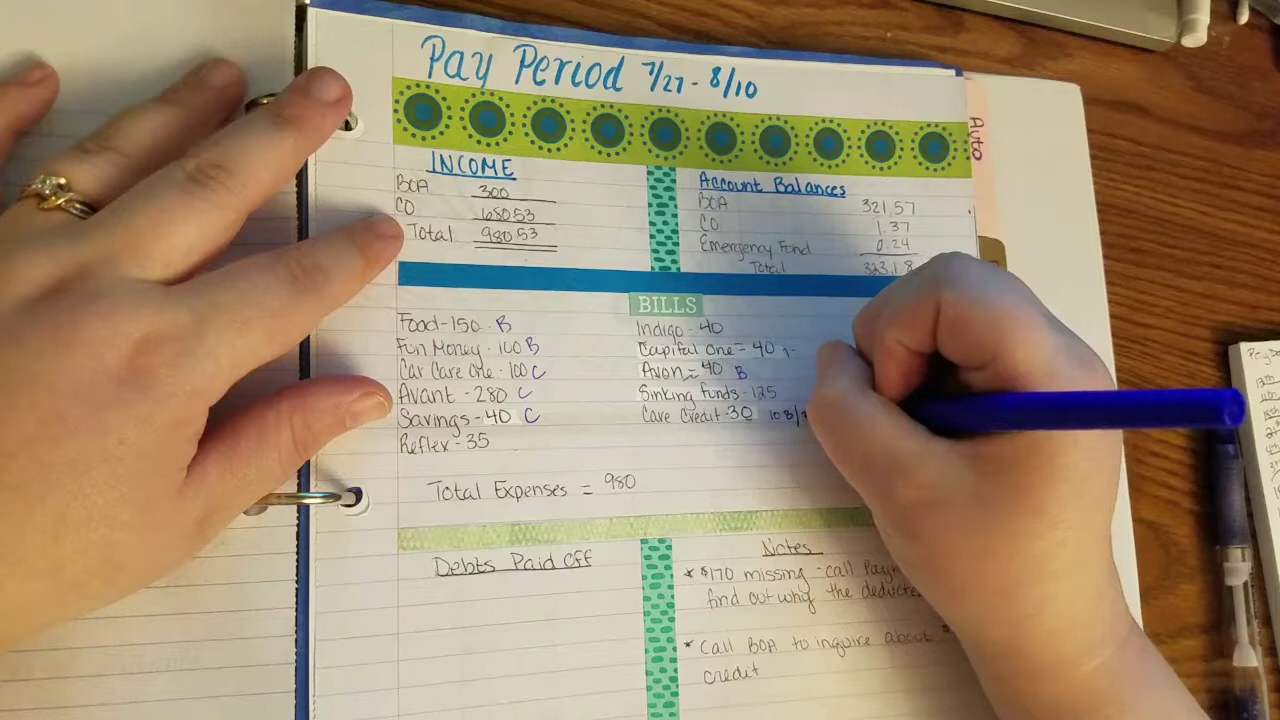 Pay Period 7/27 - 8/10
Auto
INCOME
BOA 300
CO 680.53
Total 980.53
Account Balances
BOA 321.57
CO 1.37
Emergency Fund 0.24
Total 323.18
BILLS
Food-150 - B
Fun Money - 100 B
Car Care One - 100 C
Avant - 280 C
Savings - 40 C
Reflex - 35
Indigo - 40
Capital One - 40
Avon - 40 B
Sinking funds - 125
Care Credit - 30
Total Expenses = 980
Debts Paid Off
Notes
* $170 missing - call
find out why the
* Call BOA to inquire about
credit